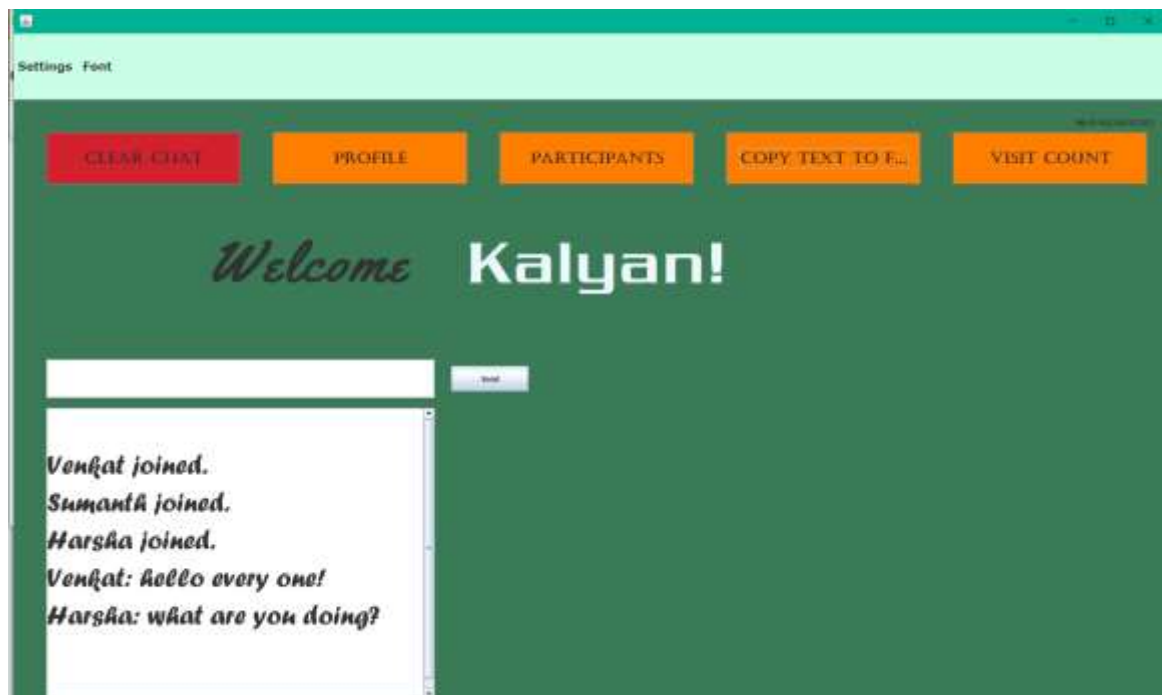 Settings Font
CLEAR CHAT PROFILE PARTICIPANTS COPY TEXT TO F... VISIT COUNT
Welcome Kalyan!
Send
Venkat joined.
Sumanth joined.
Harsha joined.
Venkat: hello every one!
Harsha: what are you doing?